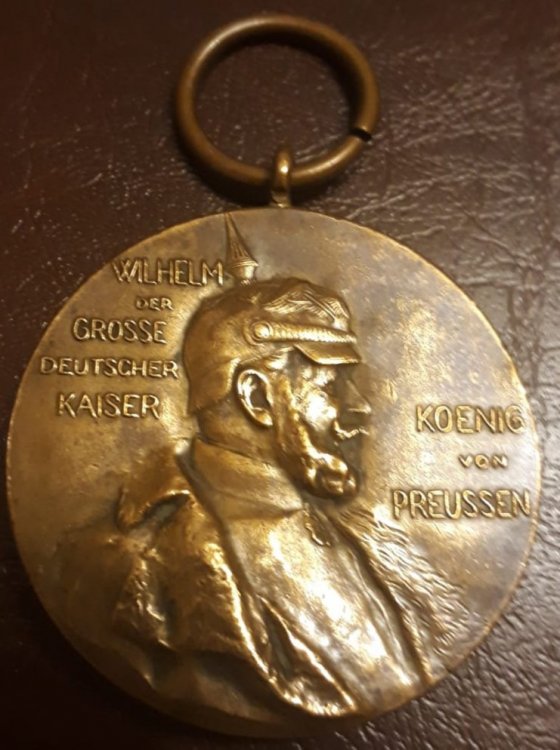 WILHELM
DER
GROSSE
DEUTSCHER
KAISER
KOENIG
VON
PREUSSEN